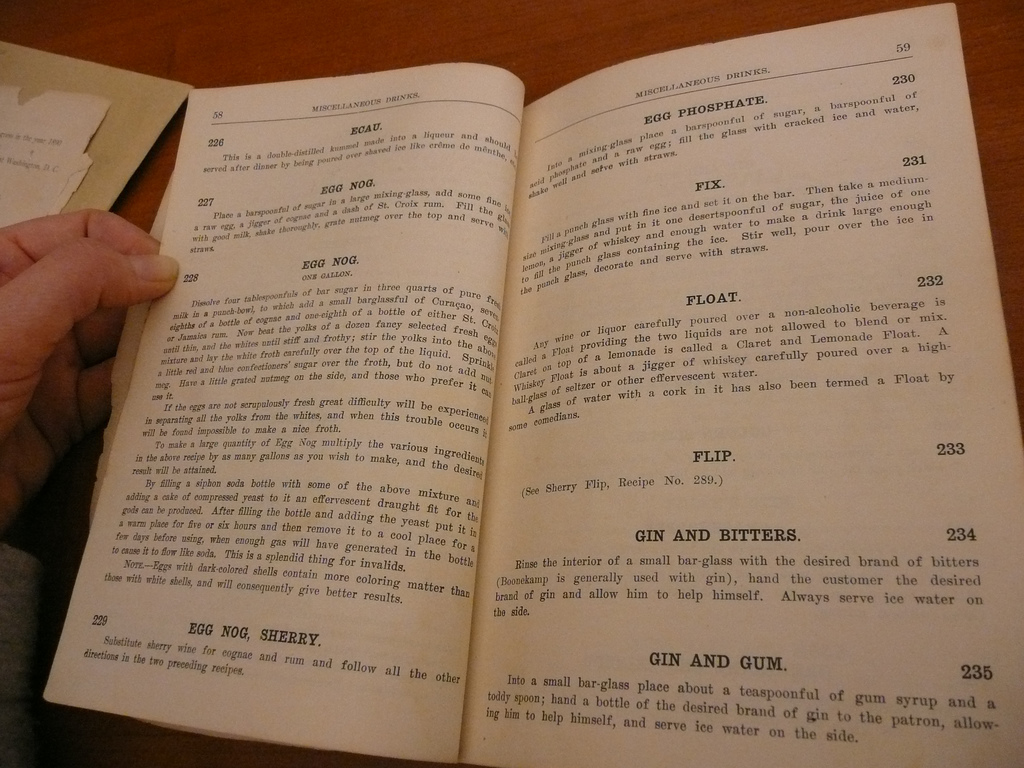 58
MISCELLANEOUS DRINKS.
226
ECAU.
This is a double-distilled kummel made into a liqueur and should
served after dinner by being poured over shaved ice like crême de ménthe,
227
EGG NOG.
Place a barspoonful of sugar in a large mixing-glass, add some fine
a raw egg, a jigger of cognac and a dash of St. Croix rum. Fill the
with good milk, shake thoroughly, grate nutmeg over the top and serve
straws.
228
EGG NOG.
ONE GALLON.
Dissolve four tablespoonfuls of bar sugar in three quarts of pure
milk in a punch-bowl, to which add a small barglassful of Curaçao,
eighths of a bottle of cognac and one-eighth of a bottle of either St.
or Jamaica rum. Now beat the yolks of a dozen fancy selected fresh
until thin, and the whites until stiff and frothy; stir the yolks into the
mixture and lay the white froth carefully over the top of the liquid. Sprinkle
a little red and blue confectioners' sugar over the froth, but do not add
meg. Have a little grated nutmeg on the side, and those who prefer it can
use it.
If the eggs are not scrupulously fresh great difficulty will be experienced
in separating all the yolks from the whites, and when this trouble occurs it
will be found impossible to make a nice froth.
To make a large quantity of Egg Nog multiply the various ingredients
in the above recipe by as many gallons as you wish to make, and the desired
result will be attained.
By filling a siphon soda bottle with some of the above mixture and
adding a cake of compressed yeast to it an effervescent draught fit for the
gods can be produced. After filling the bottle and adding the yeast put it in
a warm place for five or six hours and then remove it to a cool place for a
few days before using, when enough gas will have generated in the bottle
to cause it to flow like soda. This is a splendid thing for invalids.
NOTE.—Eggs with dark-colored shells contain more coloring matter than
those with white shells, and will consequently give better results.
229
EGG NOG, SHERRY.
Substitute sherry wine for cognac and rum and follow all the other
directions in the two preceding recipes.
59
MISCELLANEOUS DRINKS.
230
EGG PHOSPHATE.
Into a mixing-glass place a barspoonful of sugar, a barspoonful of
acid phosphate and a raw egg; fill the glass with cracked ice and water,
shake well and serve with straws.
231
FIX.
Fill a punch glass with fine ice and set it on the bar. Then take a medium-
size mixing-glass and put in it one desertspoonful of sugar, the juice of one
lemon, a jigger of whiskey and enough water to make a drink large enough
to fill the punch glass containing the ice. Stir well, pour over the ice in
the punch glass, decorate and serve with straws.
232
FLOAT.
Any wine or liquor carefully poured over a non-alcoholic beverage is
called a Float providing the two liquids are not allowed to blend or mix.
Claret on top of a lemonade is called a Claret and Lemonade Float. A
Whiskey Float is about a jigger of whiskey carefully poured over a high-
ball-glass of seltzer or other effervescent water.
A glass of water with a cork in it has also been termed a Float by
some comedians.
233
FLIP.
(See Sherry Flip, Recipe No. 289.)
GIN AND BITTERS.
234
Rinse the interior of a small bar-glass with the desired brand of bitters
(Boonekamp is generally used with gin), hand the customer the desired
brand of gin and allow him to help himself. Always serve ice water on
the side.
GIN AND GUM.
235
Into a small bar-glass place about a teaspoonful of gum syrup and a
toddy spoon; hand a bottle of the desired brand of gin to the patron, allow-
ing him to help himself, and serve ice water on the side.
in the year 1890
Washington, D. C.